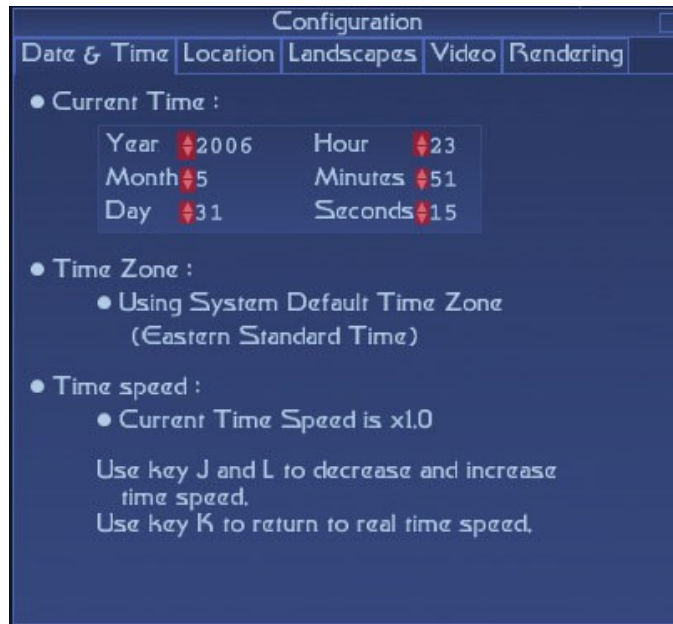 Configuration
Date & Time Location Landscapes Video Rendering
Current Time :
Year 2006 Hour 23
Month 5 Minutes 51
Day 31 Seconds 15
Time Zone :
Using System Default Time Zone
(Eastern Standard Time)
Time speed :
Current Time Speed is x1.0
Use key J and L to decrease and increase
time speed.
Use key K to return to real time speed.